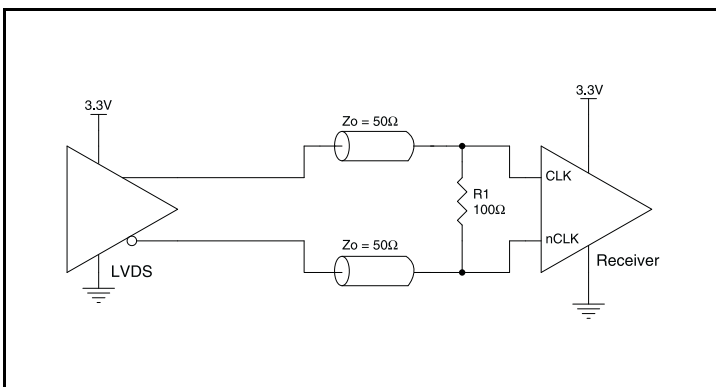 3.3V
3.3V
Zo = 50Ω
CLK
R1
100Ω
nCLK
Zo = 50Ω
LVDS
Receiver